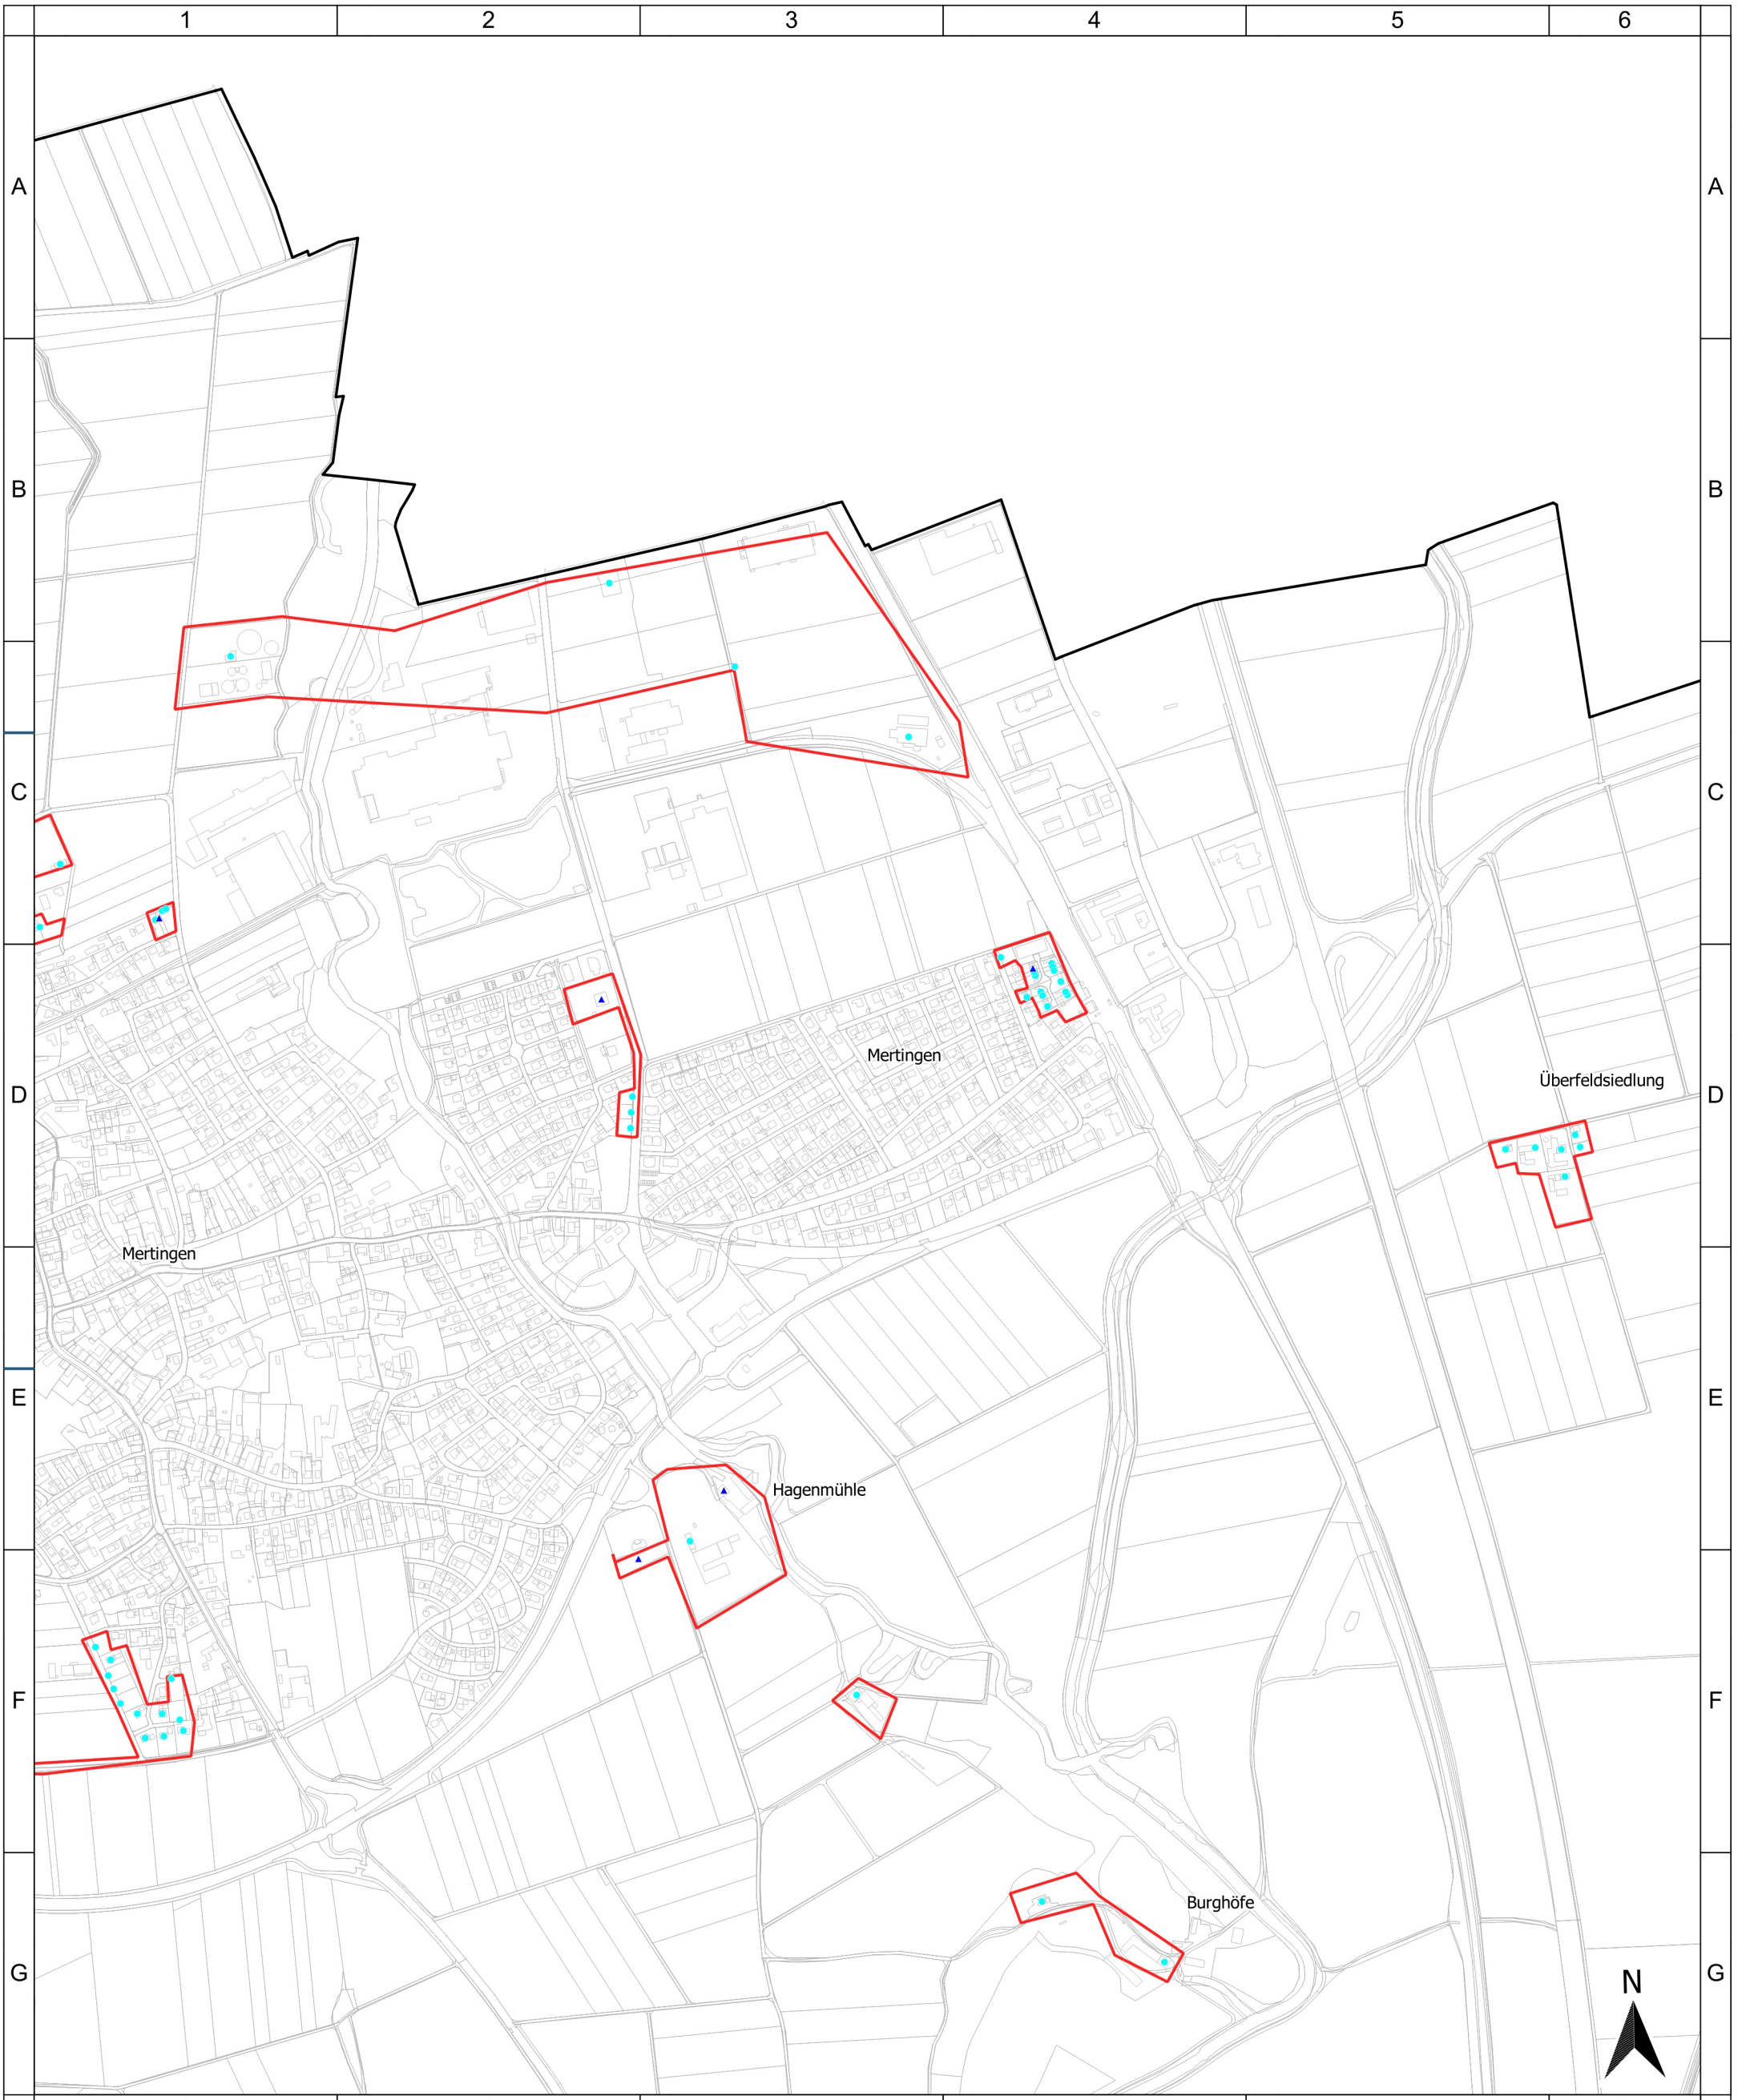 1 2 3 4 5 6
A A
B B
C C
Mertingen
D D
Überfeldsiedlung
Mertingen
E E
Hagenmühle
F F
Burghöfe
G G
N